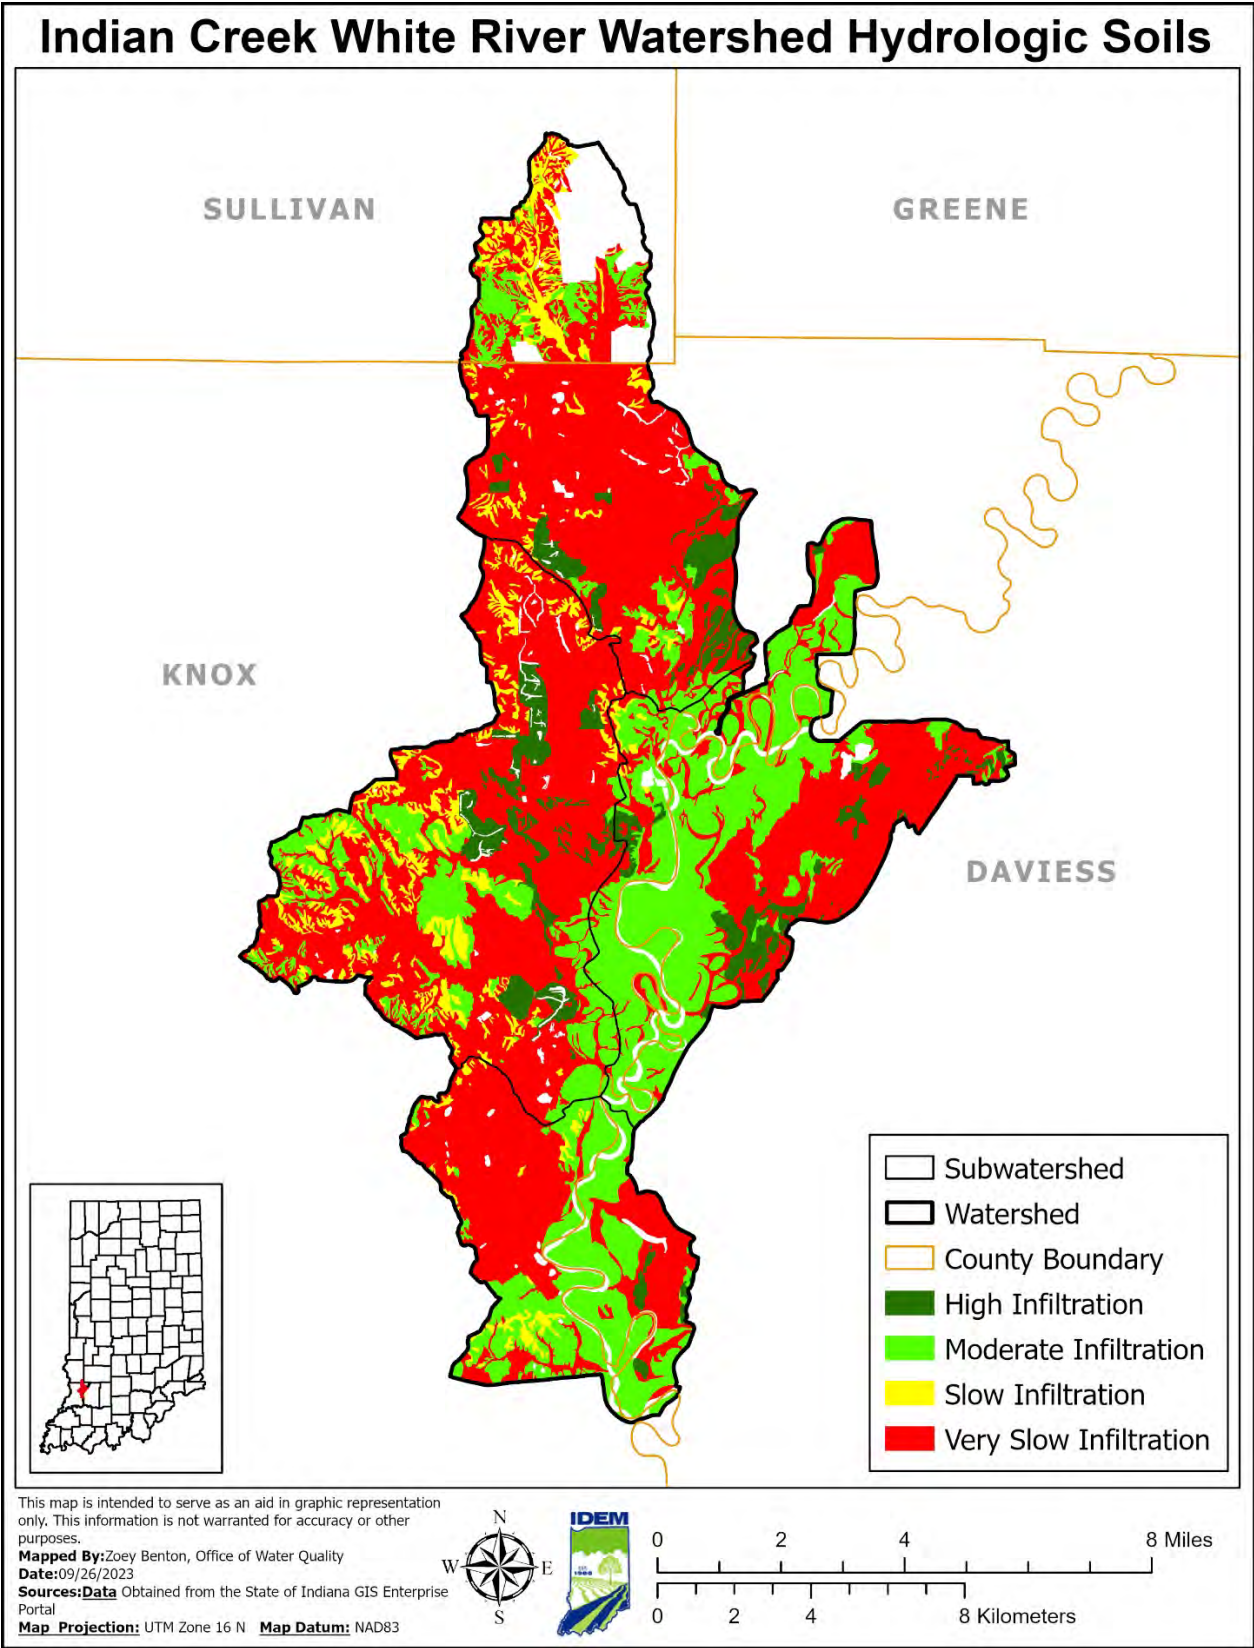 Indian Creek White River Watershed Hydrologic Soils
SULLIVAN
GREENE
KNOX
DAVIESS
Subwatershed
Watershed
County Boundary
High Infiltration
Moderate Infiltration
Slow Infiltration
Very Slow Infiltration
This map is intended to serve as an aid in graphic representation
only. This information is not warranted for accuracy or other
purposes.
Mapped By:Zoey Benton, Office of Water Quality
Date:09/26/2023
Sources:Data Obtained from the State of Indiana GIS Enterprise
Portal
Map Projection: UTM Zone 16 N Map Datum: NAD83
N
W E
S
IDEM
0 2 4 8 Miles
0 2 4 8 Kilometers